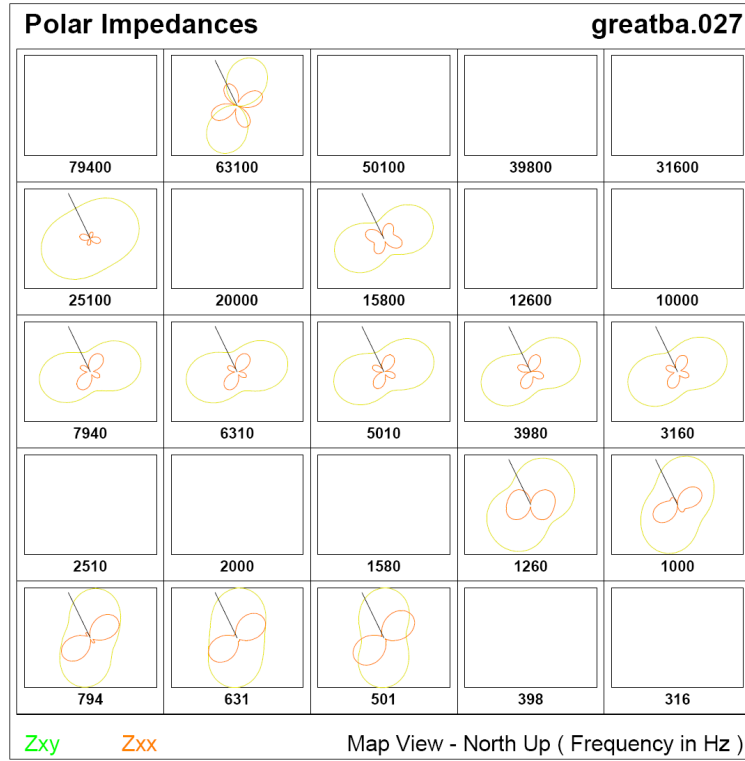 Polar Impedances greatba.027
79400 63100 50100 39800 31600
25100 20000 15800 12600 10000
7940 6310 5010 3980 3160
2510 2000 1580 1260 1000
794 631 501 398 316
Zxy Zxx Map View - North Up ( Frequency in Hz )